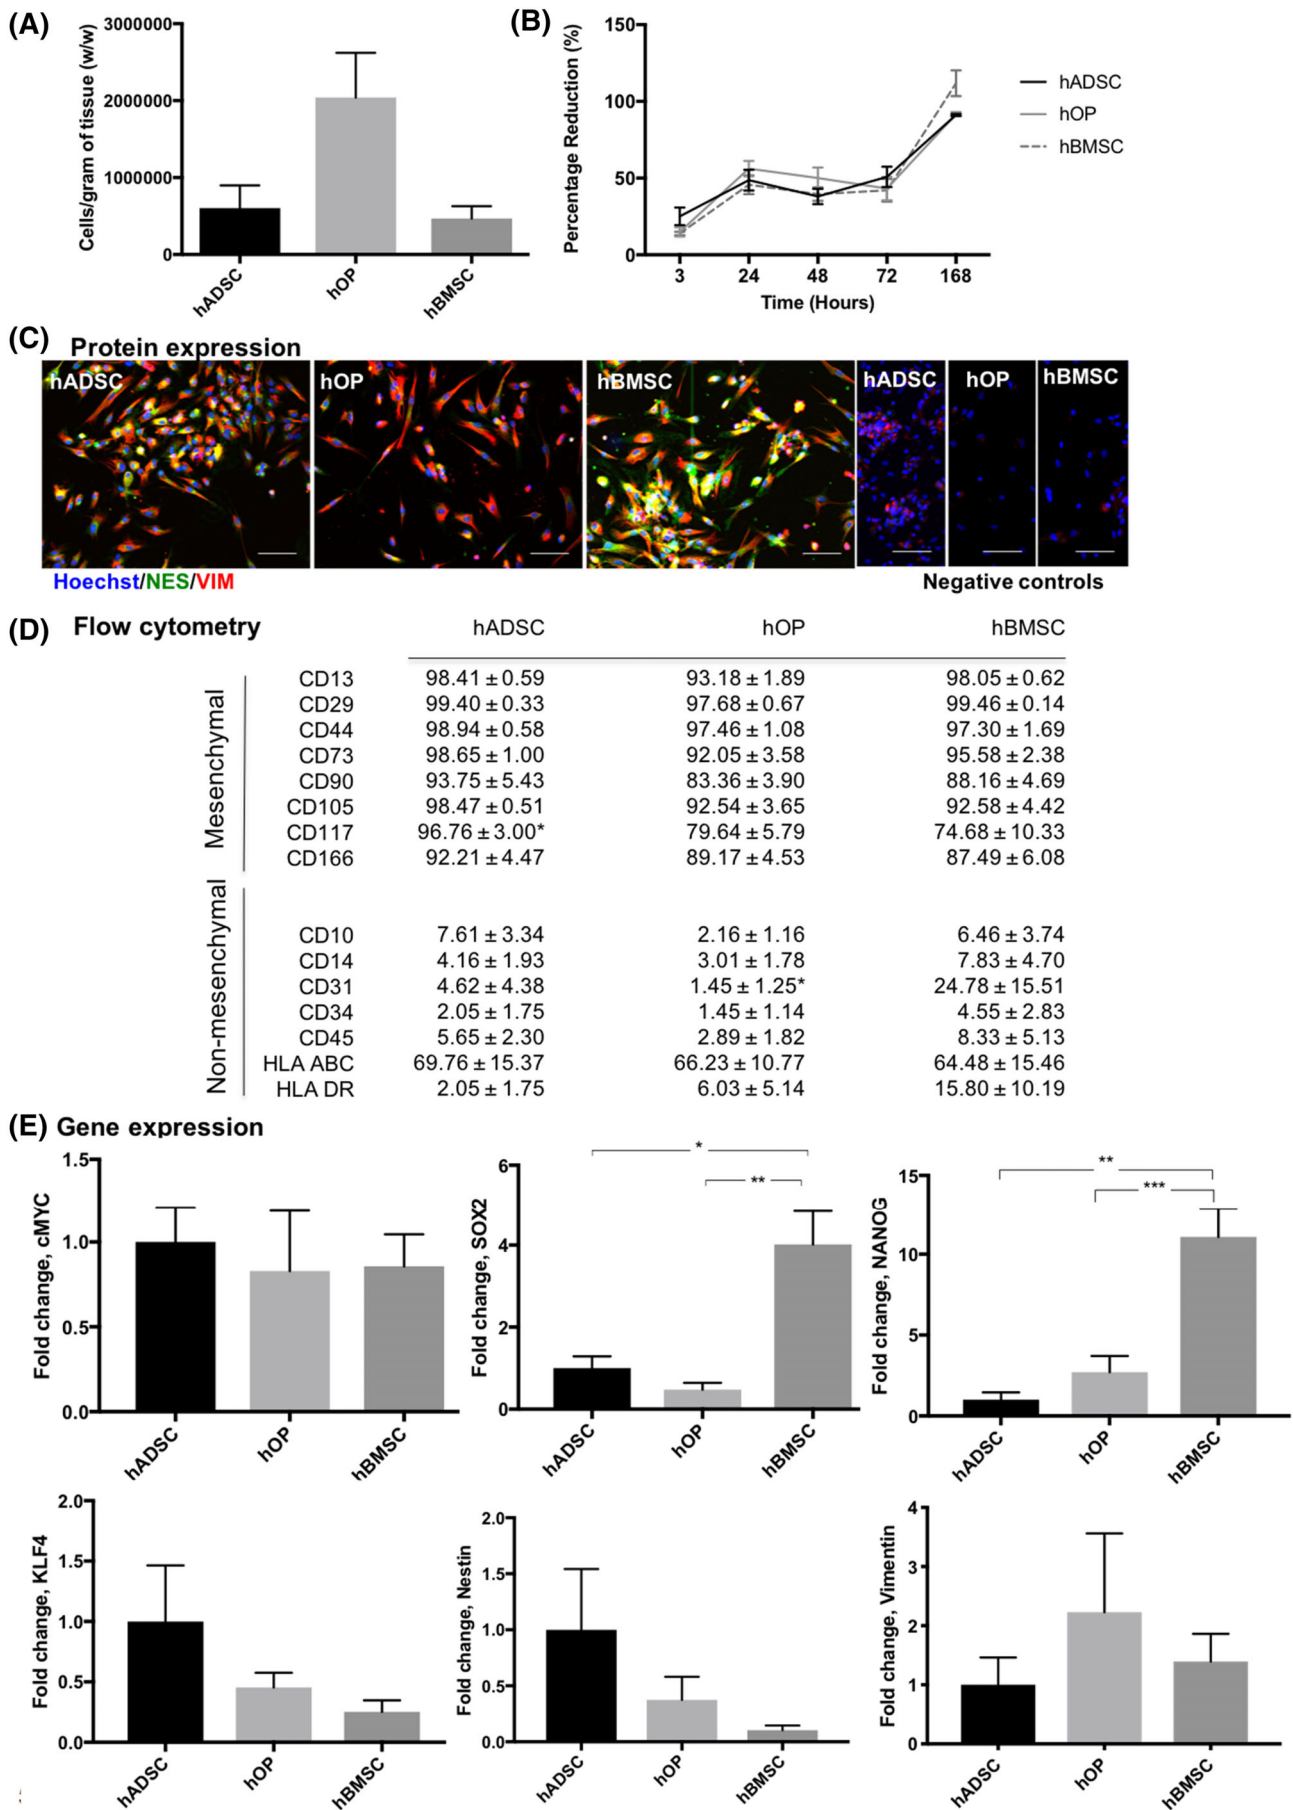 (A)
Cells/gram of tissue (w/w)
3000000
2000000
1000000
0
hADSC
hOP
hBMSC
(B)
Percentage Reduction (%)
150
100
50
0
3 24 48 72 168
Time (Hours)
hADSC
hOP
hBMSC
(C) Protein expression
hADSC hOP hBMSC hADSC hOP hBMSC
Hoechst/NES/VIM
Negative controls
(D) Flow cytometry hADSC hOP hBMSC
Mesenchymal
CD13 98.41 ± 0.59 93.18 ± 1.89 98.05 ± 0.62
CD29 99.40 ± 0.33 97.68 ± 0.67 99.46 ± 0.14
CD44 98.94 ± 0.58 97.46 ± 1.08 97.30 ± 1.69
CD73 98.65 ± 1.00 92.05 ± 3.58 95.58 ± 2.38
CD90 93.75 ± 5.43 83.36 ± 3.90 88.16 ± 4.69
CD105 98.47 ± 0.51 92.54 ± 3.65 92.58 ± 4.42
CD117 96.76 ± 3.00* 79.64 ± 5.79 74.68 ± 10.33
CD166 92.21 ± 4.47 89.17 ± 4.53 87.49 ± 6.08
Non-mesenchymal
CD10 7.61 ± 3.34 2.16 ± 1.16 6.46 ± 3.74
CD14 4.16 ± 1.93 3.01 ± 1.78 7.83 ± 4.70
CD31 4.62 ± 4.38 1.45 ± 1.25* 24.78 ± 15.51
CD34 2.05 ± 1.75 1.45 ± 1.14 4.55 ± 2.83
CD45 5.65 ± 2.30 2.89 ± 1.82 8.33 ± 5.13
HLA ABC 69.76 ± 15.37 66.23 ± 10.77 64.48 ± 15.46
HLA DR 2.05 ± 1.75 6.03 ± 5.14 15.80 ± 10.19
(E) Gene expression
Fold change, cMYC
1.5
1.0
0.5
0.0
hADSC
hOP
hBMSC
Fold change, SOX2
6
4
2
0
*
**
hADSC
hOP
hBMSC
Fold change, NANOG
15
10
5
0
**
***
hADSC
hOP
hBMSC
Fold change, KLF4
2.0
1.5
1.0
0.5
0.0
hADSC
hOP
hBMSC
Fold change, Nestin
2.0
1.5
1.0
0.5
0.0
hADSC
hOP
hBMSC
Fold change, Vimentin
4
3
2
1
0
hADSC
hOP
hBMSC